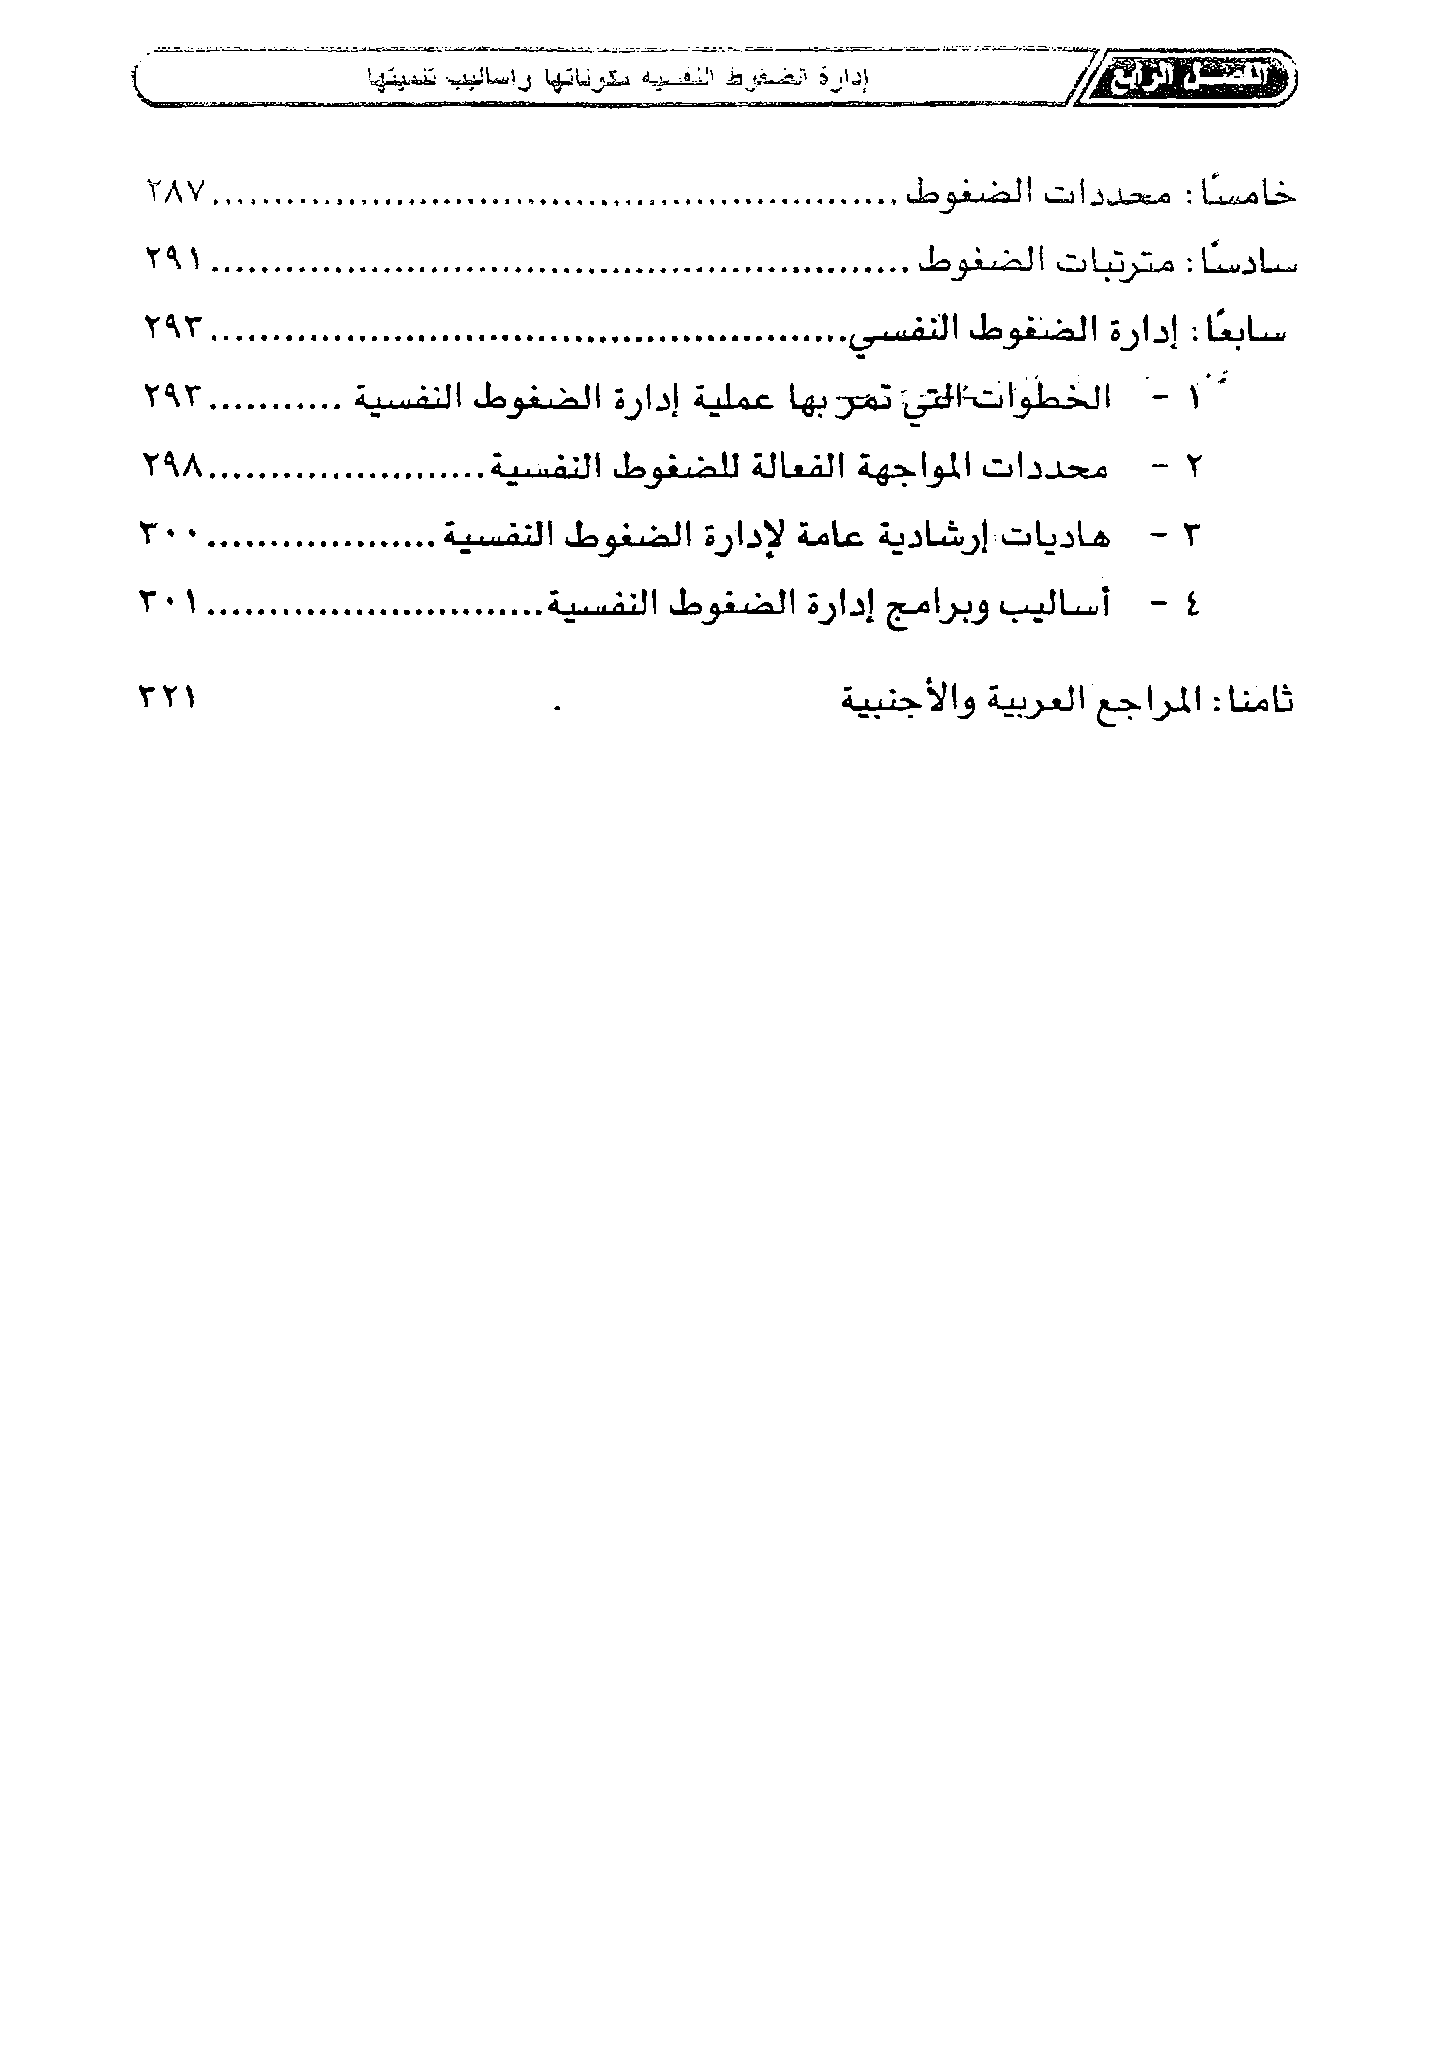 الفصل الرابع إدارة الضغوط النفسية مكوناتها وأساليب تنميتها
خامسًا: محددات الضغوط ........................................................ ٢٨٧
سادسًا: مترتبات الضغوط ........................................................ ٢٩١
سابعًا: إدارة الضغوط النفسي ................................................... ٢٩٣
١ - الخطوات التي تمر بها عملية إدارة الضغوط النفسية ........... ٢٩٣
٢ - محددات المواجهة الفعالة للضغوط النفسية ....................... ٢٩٨
٣ - هاديات إرشادية عامة لإدارة الضغوط النفسية ................... ٣٠٠
٤ - أساليب وبرامج إدارة الضغوط النفسية ............................ ٣٠١
ثامنا: المراجع العربية والأجنبية ٣٢١